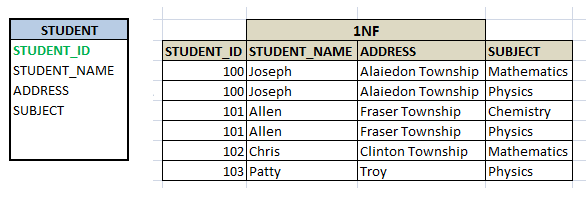 STUDENT
STUDENT_ID
STUDENT_NAME
ADDRESS
SUBJECT
1NF
STUDENT_ID STUDENT_NAME ADDRESS SUBJECT
100 Joseph Alaiedon Township Mathematics
100 Joseph Alaiedon Township Physics
101 Allen Fraser Township Chemistry
101 Allen Fraser Township Physics
102 Chris Clinton Township Mathematics
103 Patty Troy Physics